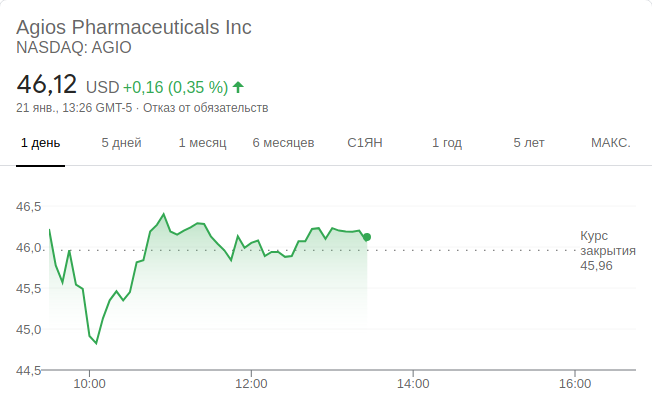 Agios Pharmaceuticals Inc
NASDAQ: AGIO
46,12 USD +0,16 (0,35 %)
21 янв., 13:26 GMT-5 · Отказ от обязательств
1 день 5 дней 1 месяц 6 месяцев С1ЯН 1 год 5 лет МАКС.
46,5
46,0
45,5
45,0
44,5
Курс
закрытия
45,96
10:00 12:00 14:00 16:00